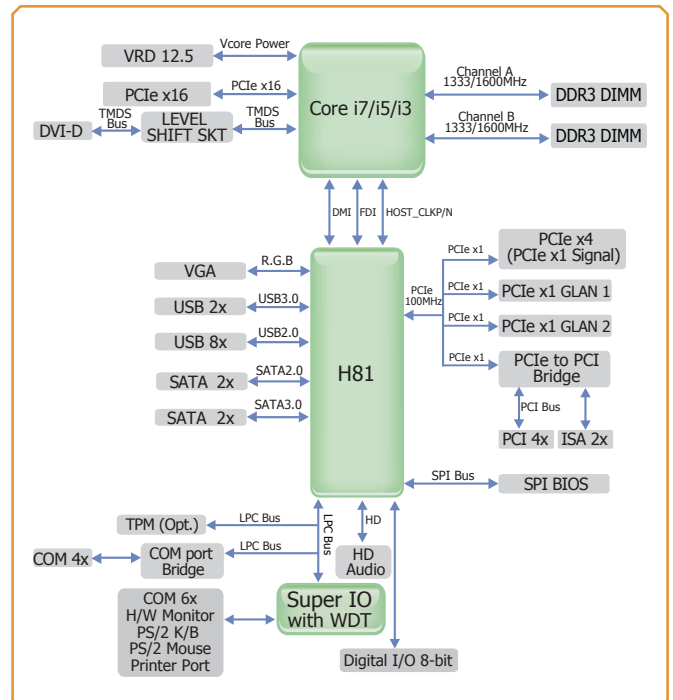 VRD 12.5
Vcore Power
PCIe x16
PCIe x16
DVI-D
TMDS
Bus
LEVEL
SHIFT SKT
TMDS
Bus
Core i7/i5/i3
Channel A
1333/1600MHz
DDR3 DIMM
Channel B
1333/1600MHz
DDR3 DIMM
DMI
FDI
HOST_CLKP/N
VGA
R.G.B
USB 2x
USB3.0
USB 8x
USB2.0
SATA 2x
SATA2.0
SATA 2x
SATA3.0
H81
PCIe
100MHz
PCIe x1
PCIe x4
(PCIe x1 Signal)
PCIe x1
PCIe x1 GLAN 1
PCIe x1
PCIe x1 GLAN 2
PCIe x1
PCIe to PCI
Bridge
PCI Bus
PCI 4x
ISA 2x
SPI Bus
SPI BIOS
TPM (Opt.)
LPC Bus
COM 4x
COM port
Bridge
LPC Bus
LPC Bus
HD
HD
Audio
COM 6x
H/W Monitor
PS/2 K/B
PS/2 Mouse
Printer Port
Super IO
with WDT
Digital I/O 8-bit